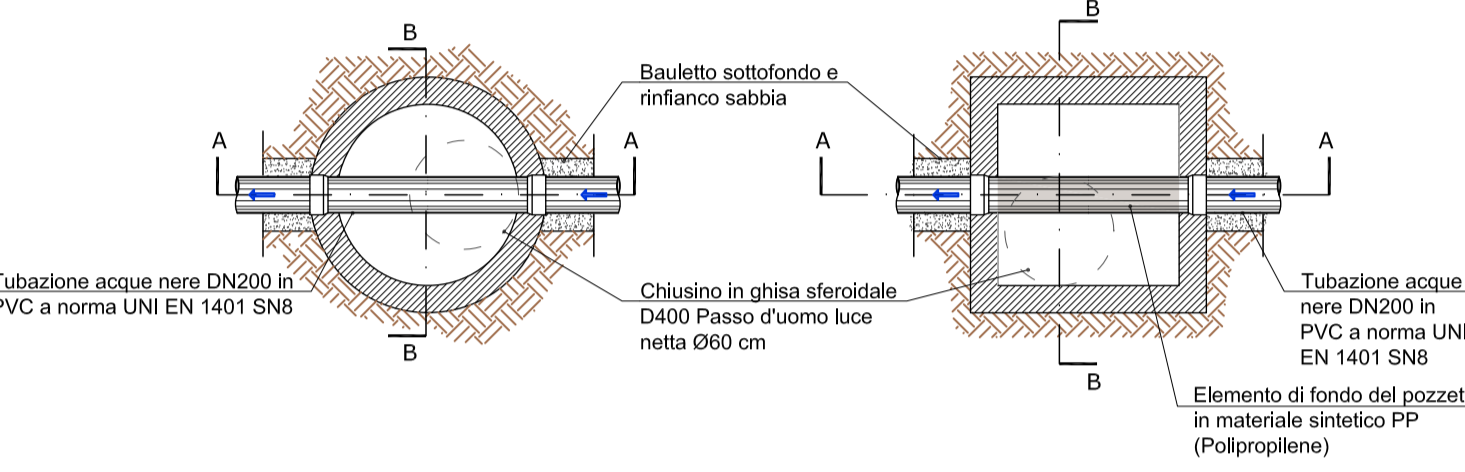 B
B
Bauletto sottofondo e
rinfianco sabbia
A
A
A
A
Tubazione acque nere DN200 in
PVC a norma UNI EN 1401 SN8
Chiusino in ghisa sferoidale
D400 Passo d'uomo luce
netta Ø60 cm
Tubazione acque
nere DN200 in
PVC a norma UNI
EN 1401 SN8
B
B
Elemento di fondo del
in materiale sintetico PP
(Polipropilene)